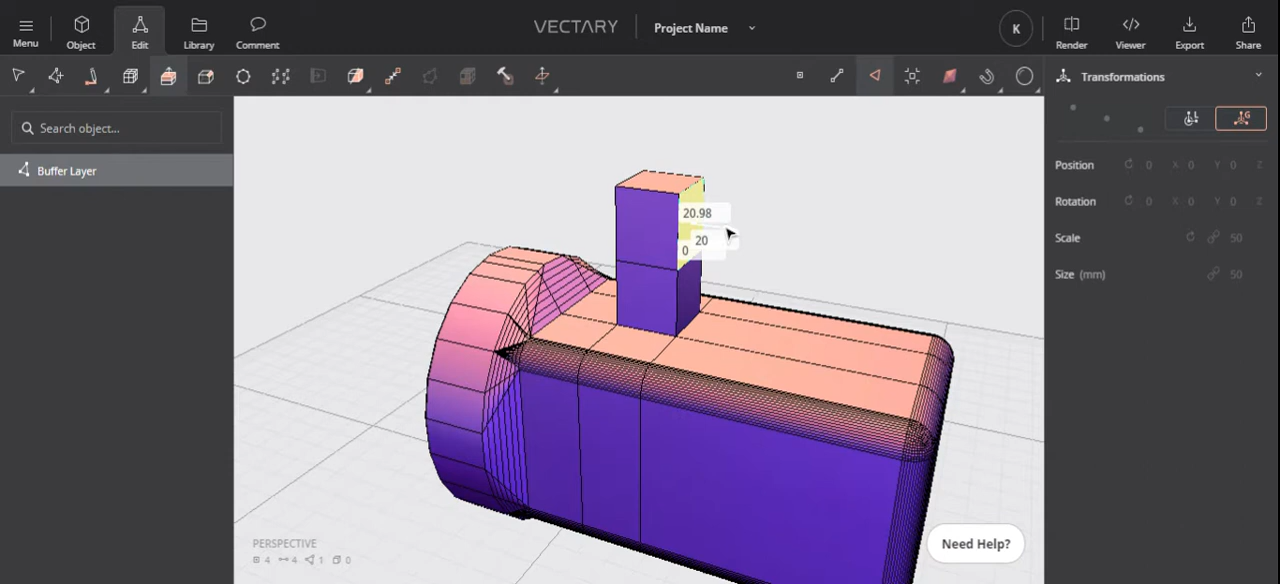 Menu
Object
Edit
Library
Comment
VECTARY
Project Name
K
Render
Viewer
Export
Share
Search object...
Buffer Layer
20.98
20
0
PERSPECTIVE
4 4 1 0
Need Help?
Transformations
L
G
Position 0 X 0 Y 0 Z
Rotation 0 X 0 Y 0 Z
Scale 50
Size (mm) 50